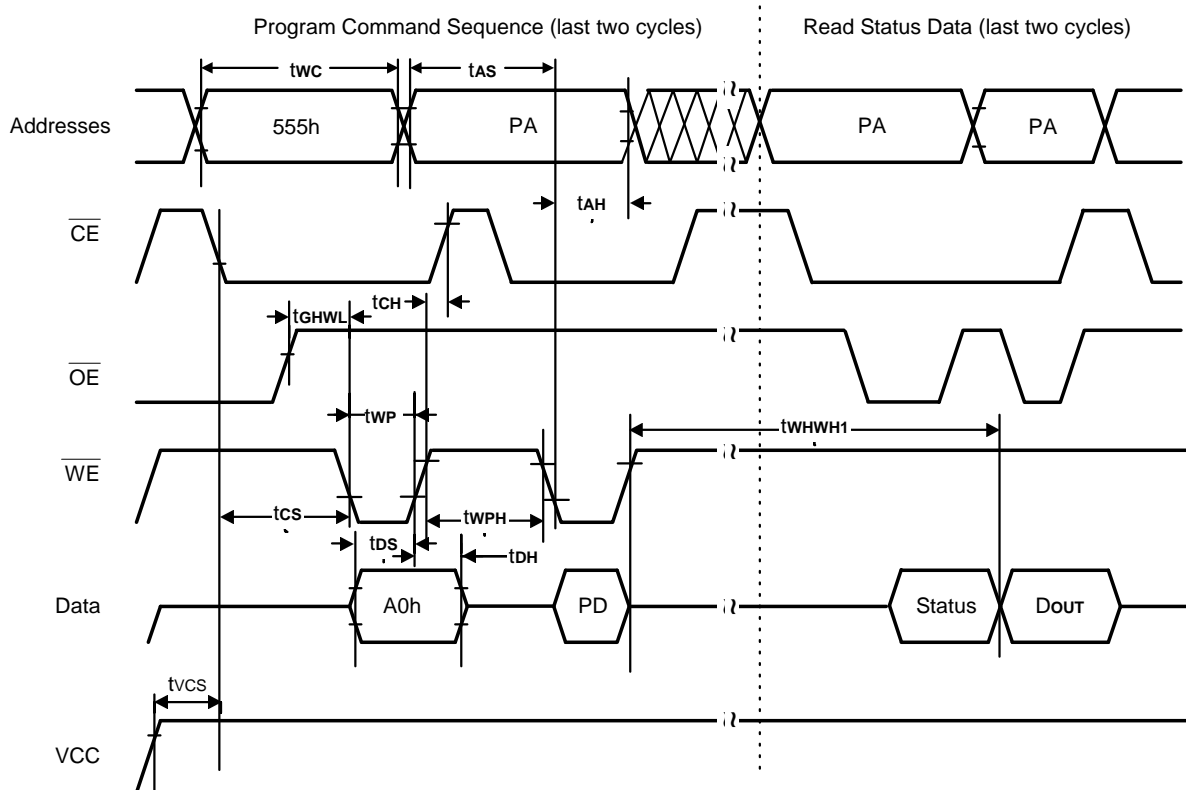 Program Command Sequence (last two cycles) Read Status Data (last two cycles)
tWC tAS
Addresses 555h PA PA PA
tAH
CE
tCH
tGHWL
OE
tWP tWHWH1
WE
tCS tWPH
tDS tDH
Data A0h PD Status DOUT
tVCS
VCC